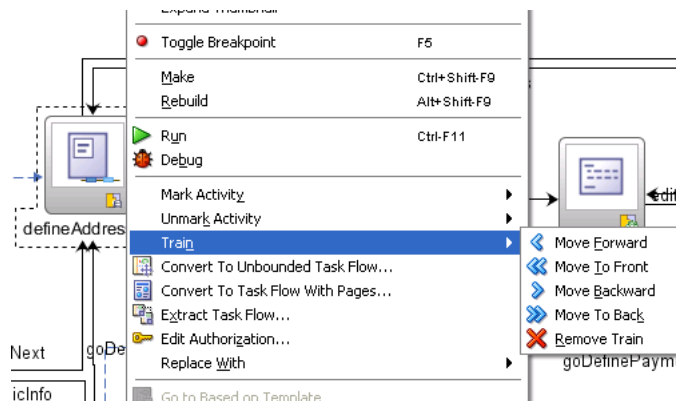 Expand Thumbnail
Toggle Breakpoint F5
Make Ctrl+Shift-F9
Rebuild Alt+Shift-F9
Run Ctrl-F11
Debug
Mark Activity
Unmark Activity
Train
Convert To Unbounded Task Flow...
Convert To Task Flow With Pages...
Extract Task Flow...
Edit Authorization...
Replace With
Go to Based on Template
Move Forward
Move To Front
Move Backward
Move To Back
Remove Train
defineAddres
edi
Next
goDe
goDefinePaym
icInfo